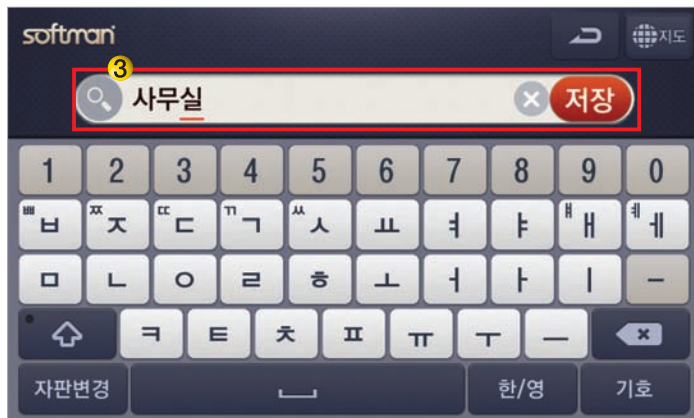 softman
지도
3
사무실 저장
1 2 3 4 5 6 7 8 9 0
ㅃ ㅂ ㅉ ㅈ ㄸ ㄷ ㄲ ㄱ ㅆ ㅅ ㅛ ㅕ ㅑ ㅒ ㅐ ㅖ ㅔ
ㅁ ㄴ ㅇ ㄹ ㅎ ㅗ ㅓ ㅏ ㅣ -
ㅋ ㅌ ㅊ ㅍ ㅠ ㅜ ㅡ
자판변경 한/영 기호